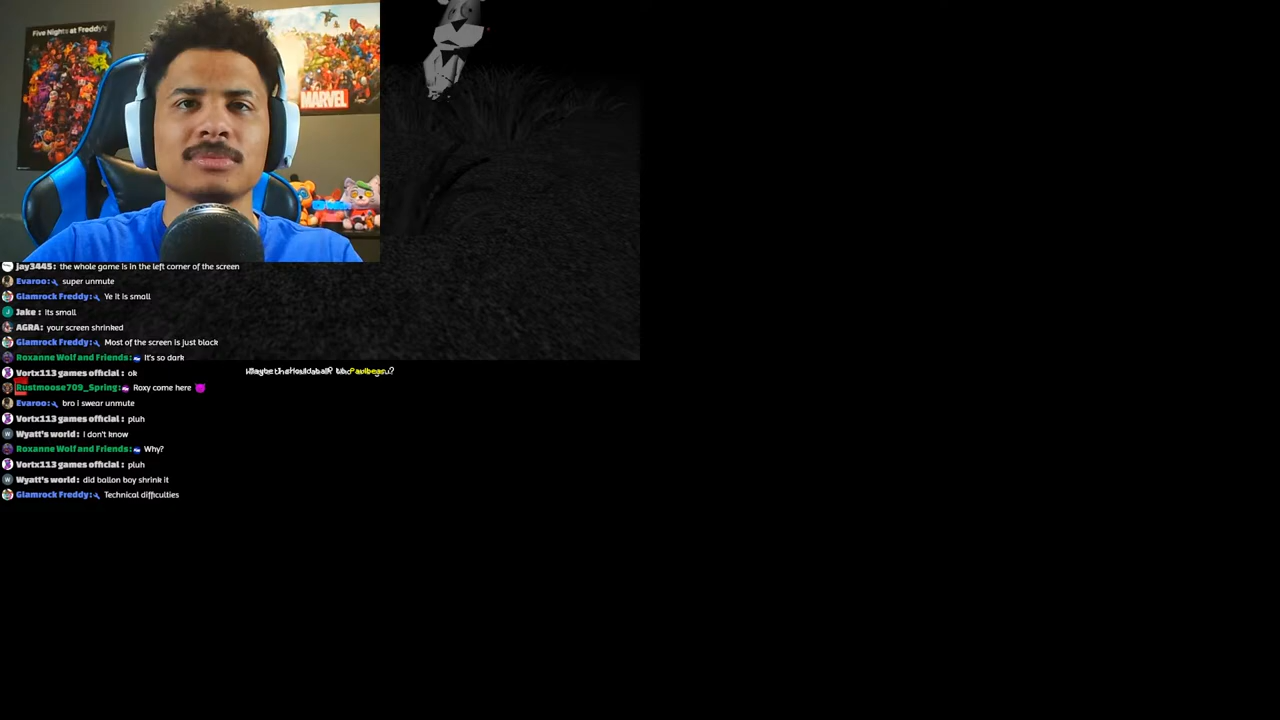 Five Nights at Freddy's
MARVEL
jay3445: the whole game is in the left corner of the screen
Evaroo: super unmute
Glamrock Freddy: Ye it is small
Jake : Its small
AGRA: your screen shrinked
Glamrock Freddy: Most of the screen is just black
Roxanne Wolf and Friends: It's so dark
Vortx113 games official : ok
Rustmoose709_Spring: Roxy come here 😈
Evaroo: bro i swear unmute
Vortx113 games official : pluh
Wyatt's world : I don't know
Roxanne Wolf and Friends: Why?
Vortx113 games official : pluh
Wyatt's world : did ballon boy shrink it
Glamrock Freddy: Technical difficulties